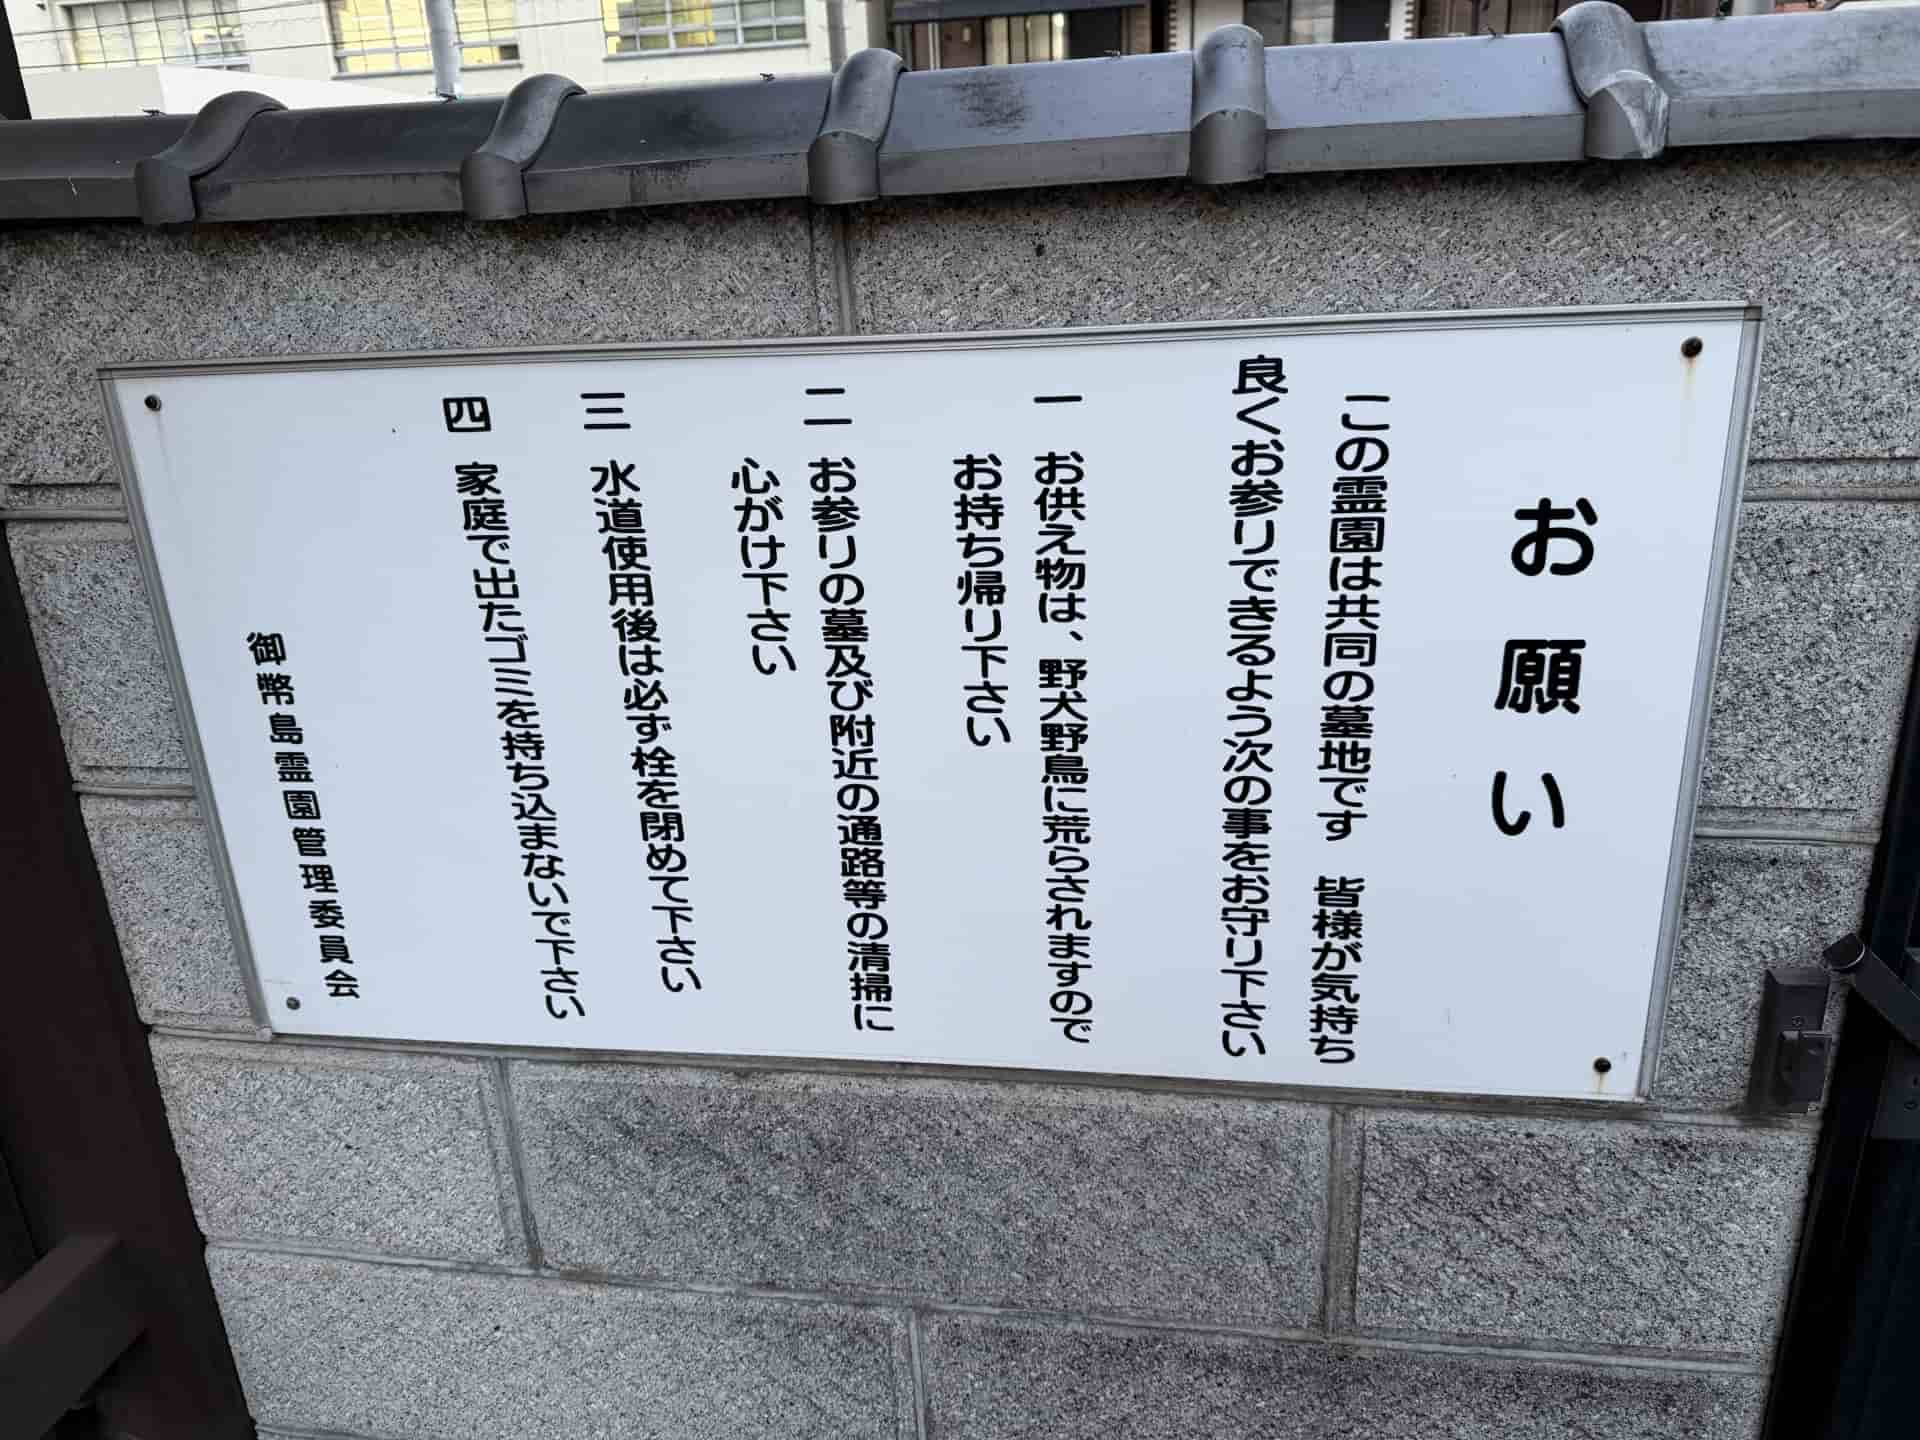 お願い
この霊園は共同の墓地です　皆様が気持ち
良くお参りできるよう次の事をお守り下さい
一　お供え物は、野犬野鳥に荒らされますので
お持ち帰り下さい
二　お参りの墓及び附近の通路等の清掃に
心がけ下さい
三　水道使用後は必ず栓を閉めて下さい
四　家庭で出たゴミを持ち込まないで下さい
御幣島霊園管理委員会